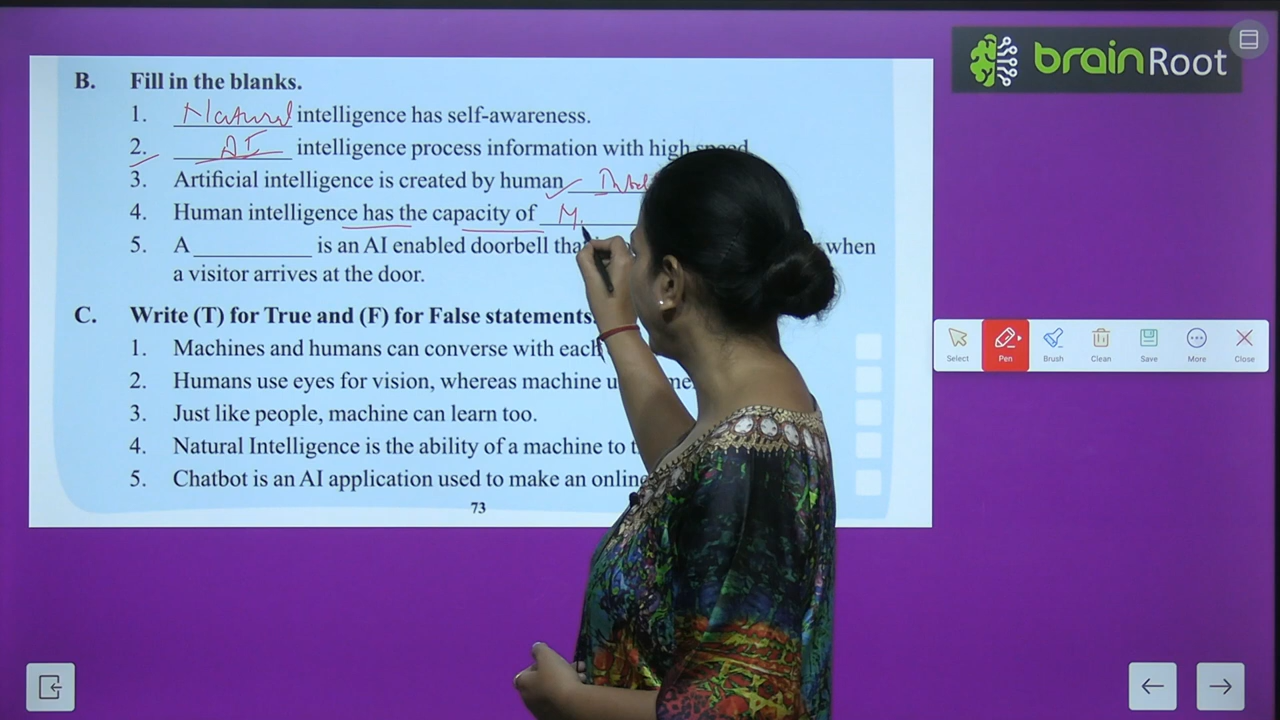 brainRoot
B. Fill in the blanks.
1. Natural intelligence has self-awareness.
2. AI intelligence process information with high speed
3. Artificial intelligence is created by human
4. Human intelligence has the capacity of M.
5. A __________ is an AI enabled doorbell when
a visitor arrives at the door.
C. Write (T) for True and (F) for False statements.
1. Machines and humans can converse with each
2. Humans use eyes for vision, whereas machine
3. Just like people, machine can learn too.
4. Natural Intelligence is the ability of a machine to
5. Chatbot is an AI application used to make an online
73
Select Pen Brush Clean Save More Close